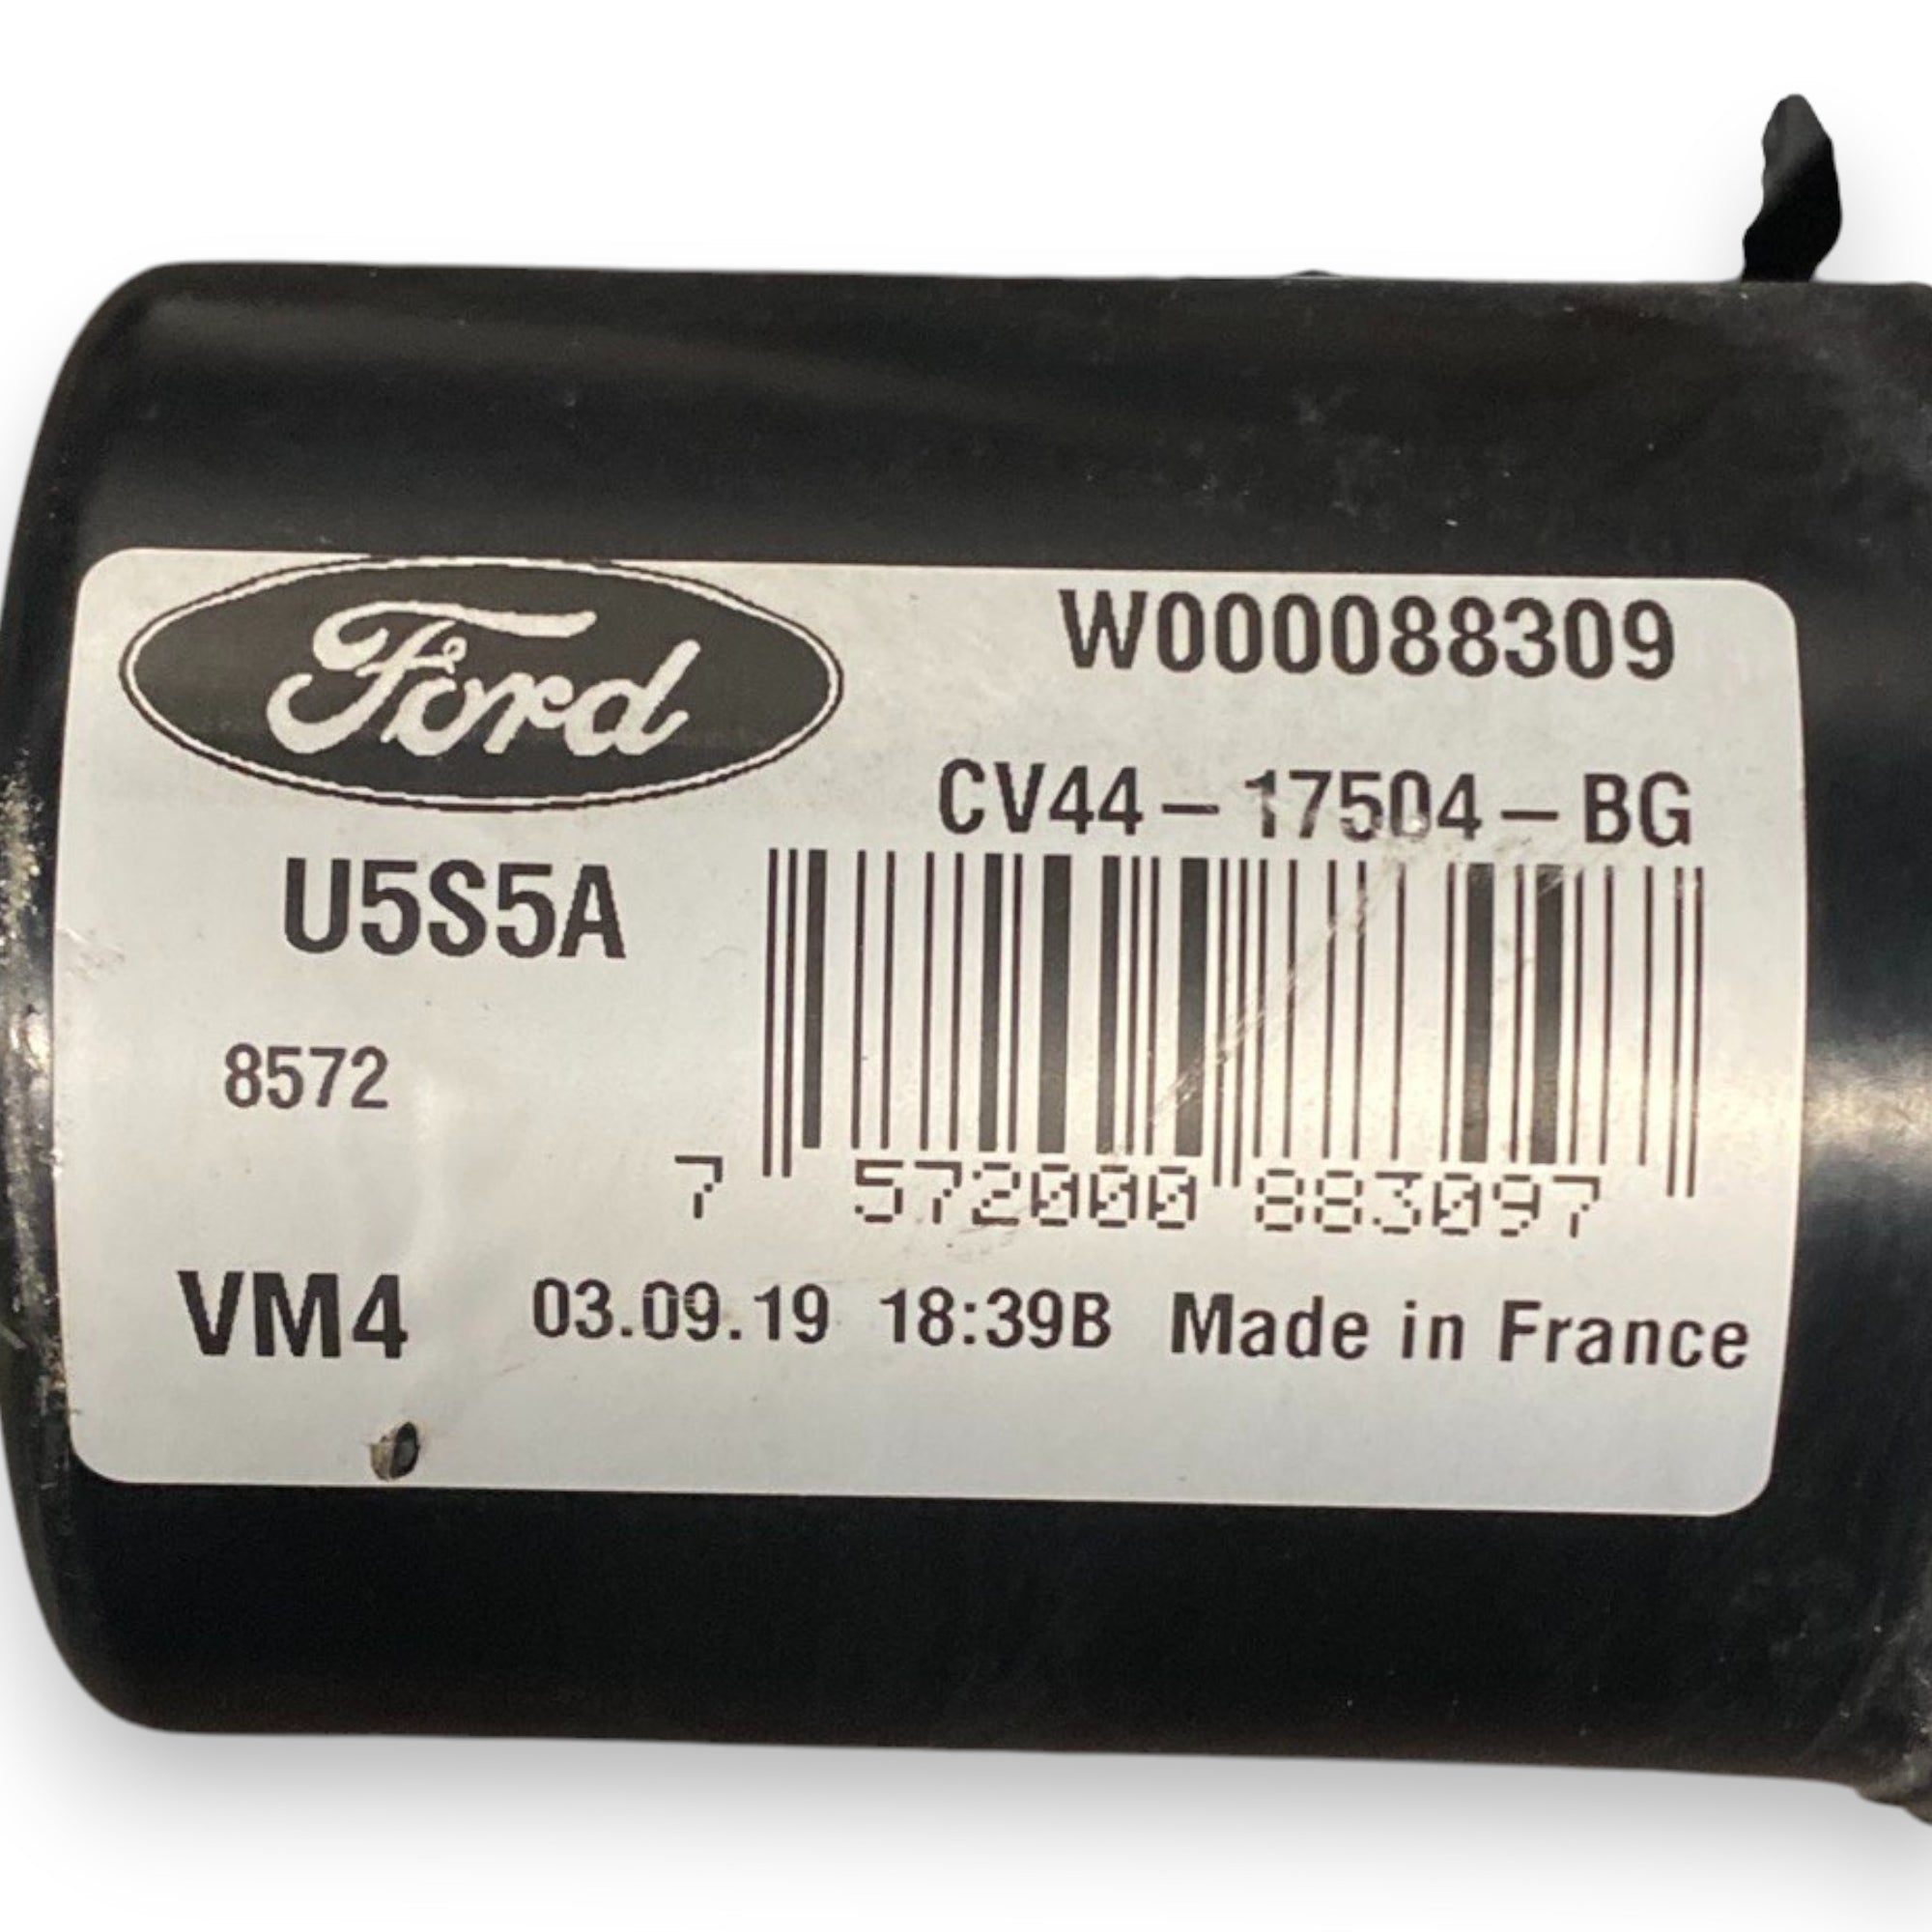 Ford
W000088309
CV44-17504-BG
U5S5A
8572
7 572000 883097
VM4 03.09.19 18:39B Made in France